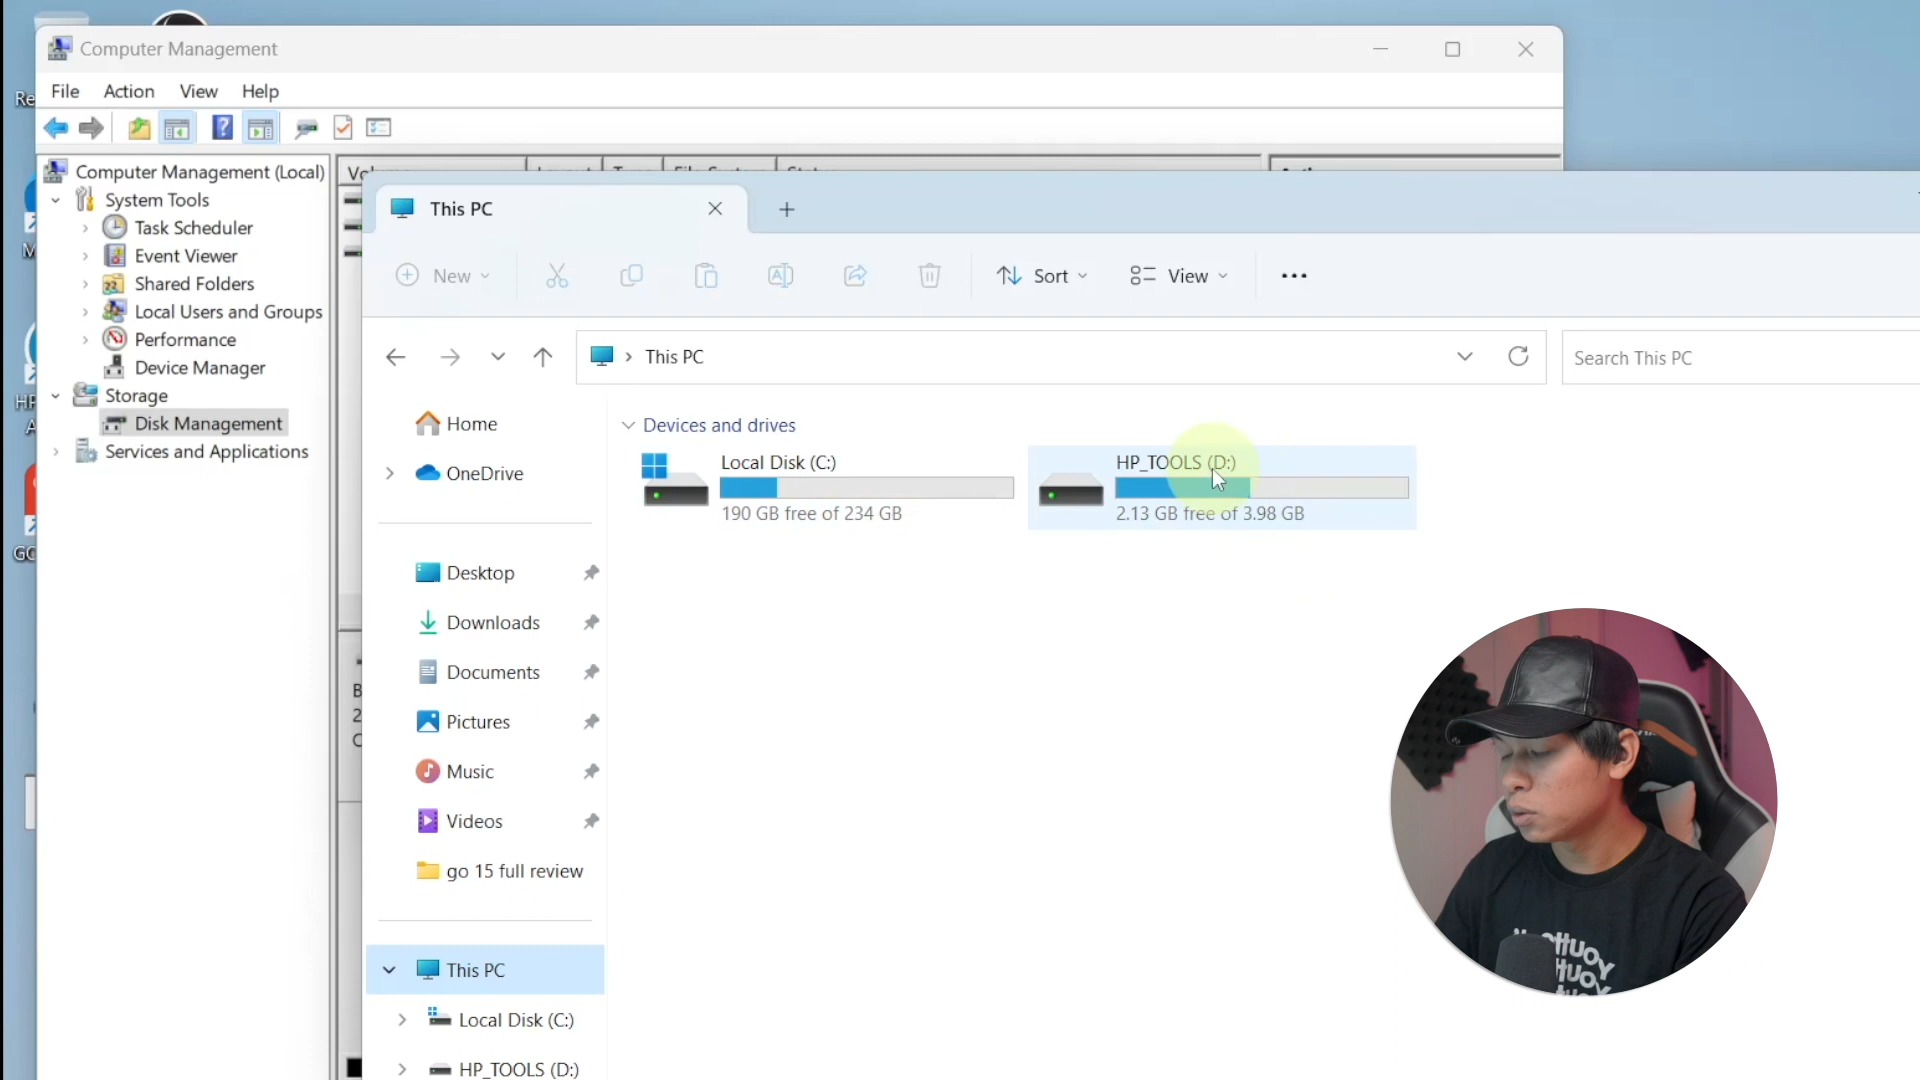 Computer Management
File Action View Help
Computer Management (Local)
System Tools
Task Scheduler
Event Viewer
Shared Folders
Local Users and Groups
Performance
Device Manager
Storage
Disk Management
Services and Applications
This PC
New
Sort
View
This PC
Search This PC
Home
OneDrive
Desktop
Downloads
Documents
Pictures
Music
Videos
go 15 full review
This PC
Local Disk (C:)
HP_TOOLS (D:)
Devices and drives
Local Disk (C:)
190 GB free of 234 GB
HP_TOOLS (D:)
2.13 GB free of 3.98 GB